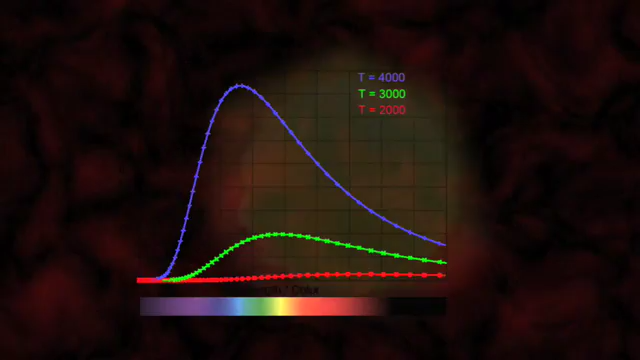 T = 4000
T = 3000
T = 2000